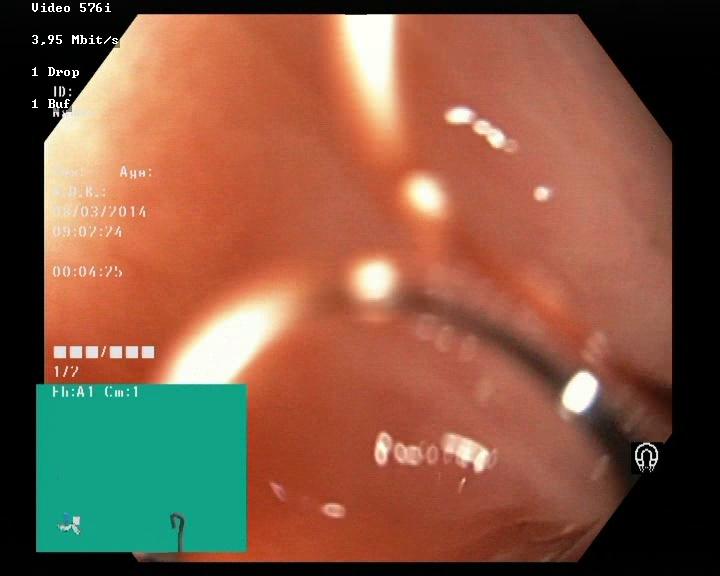 Video 576i
3,95 Mbit/s
1 Drop
ID:
1 Buf
Age:
08/03/2014
09:02:24
00:04:25
■■■/■■■
1/2
Eh:A1 Cm:1